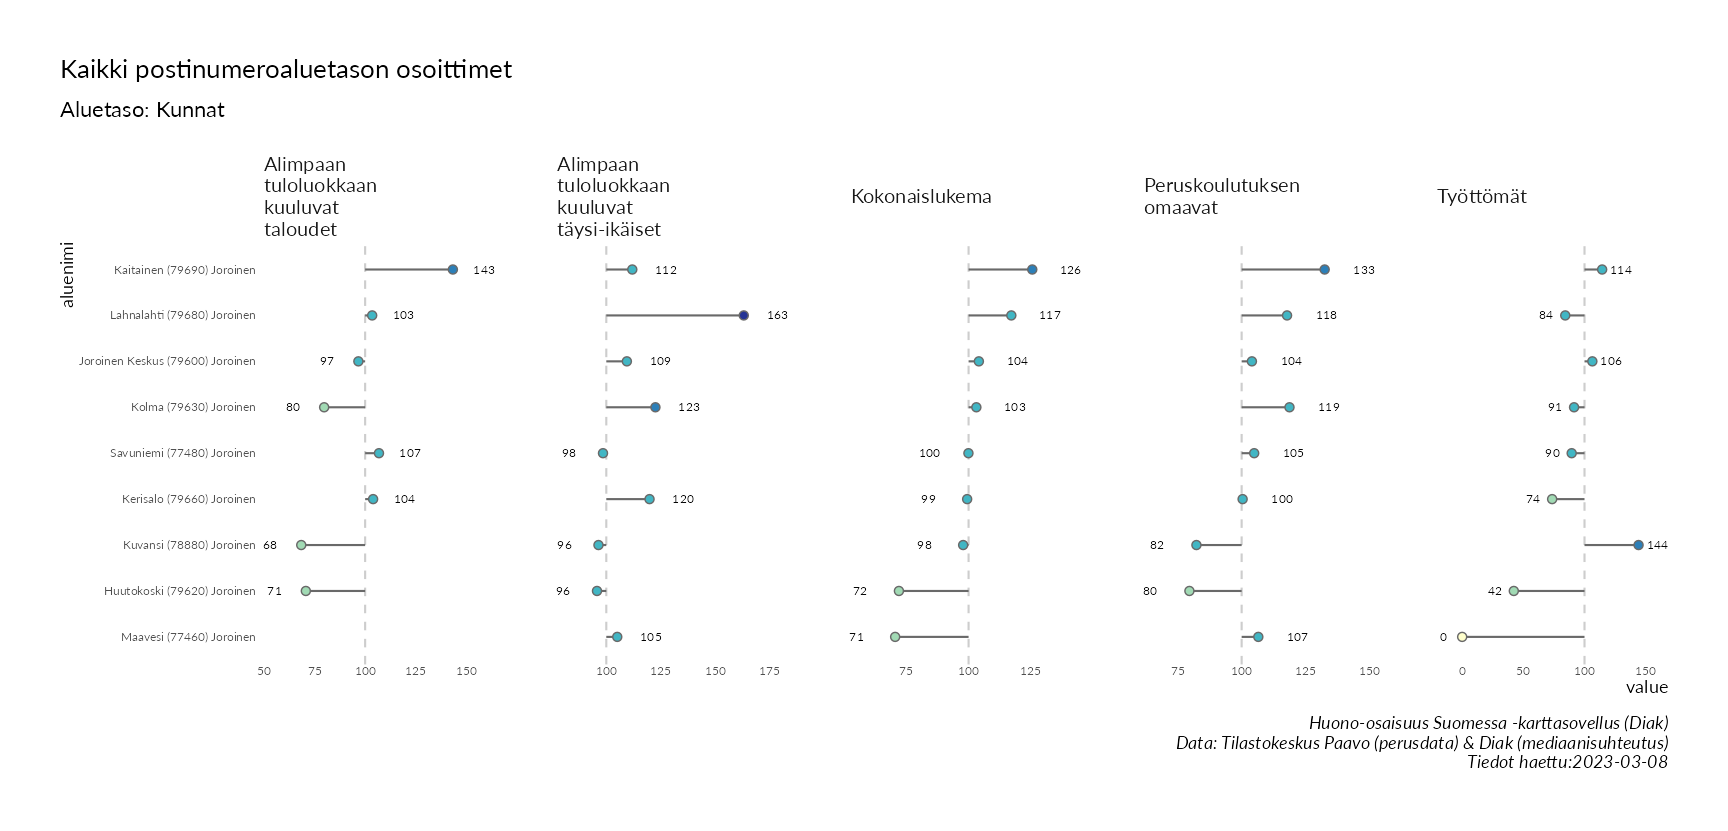 Kaikki postinumeroaluetason osoittimet
Aluetaso: Kunnat
Alimpaan
tuloluokkaan
kuuluvat
taloudet
Alimpaan
tuloluokkaan
kuuluvat
täysi-ikäiset
Kokonaislukema
Peruskoulutuksen
omaavat
Työttömät
aluenimi
Kaitainen (79690) Joroinen 143 112 126 133 114
Lahnalahti (79680) Joroinen 103 163 117 118 84
Joroinen Keskus (79600) Joroinen 97 109 104 104 106
Kolma (79630) Joroinen 80 123 103 119 91
Savuniemi (77480) Joroinen 107 98 100 105 90
Kerisalo (79660) Joroinen 104 120 99 100 74
Kuvansi (78880) Joroinen 68 96 98 82 144
Huutokoski (79620) Joroinen 71 96 72 80 42
Maavesi (77460) Joroinen 105 71 107 0
50 75 100 125 150 100 125 150 175 75 100 125 75 100 125 150 0 50 100 150
value
Huono-osaisuus Suomessa -karttasovellus (Diak)
Data: Tilastokeskus Paavo (perusdata) & Diak (mediaanisuhteutus)
Tiedot haettu:2023-03-08